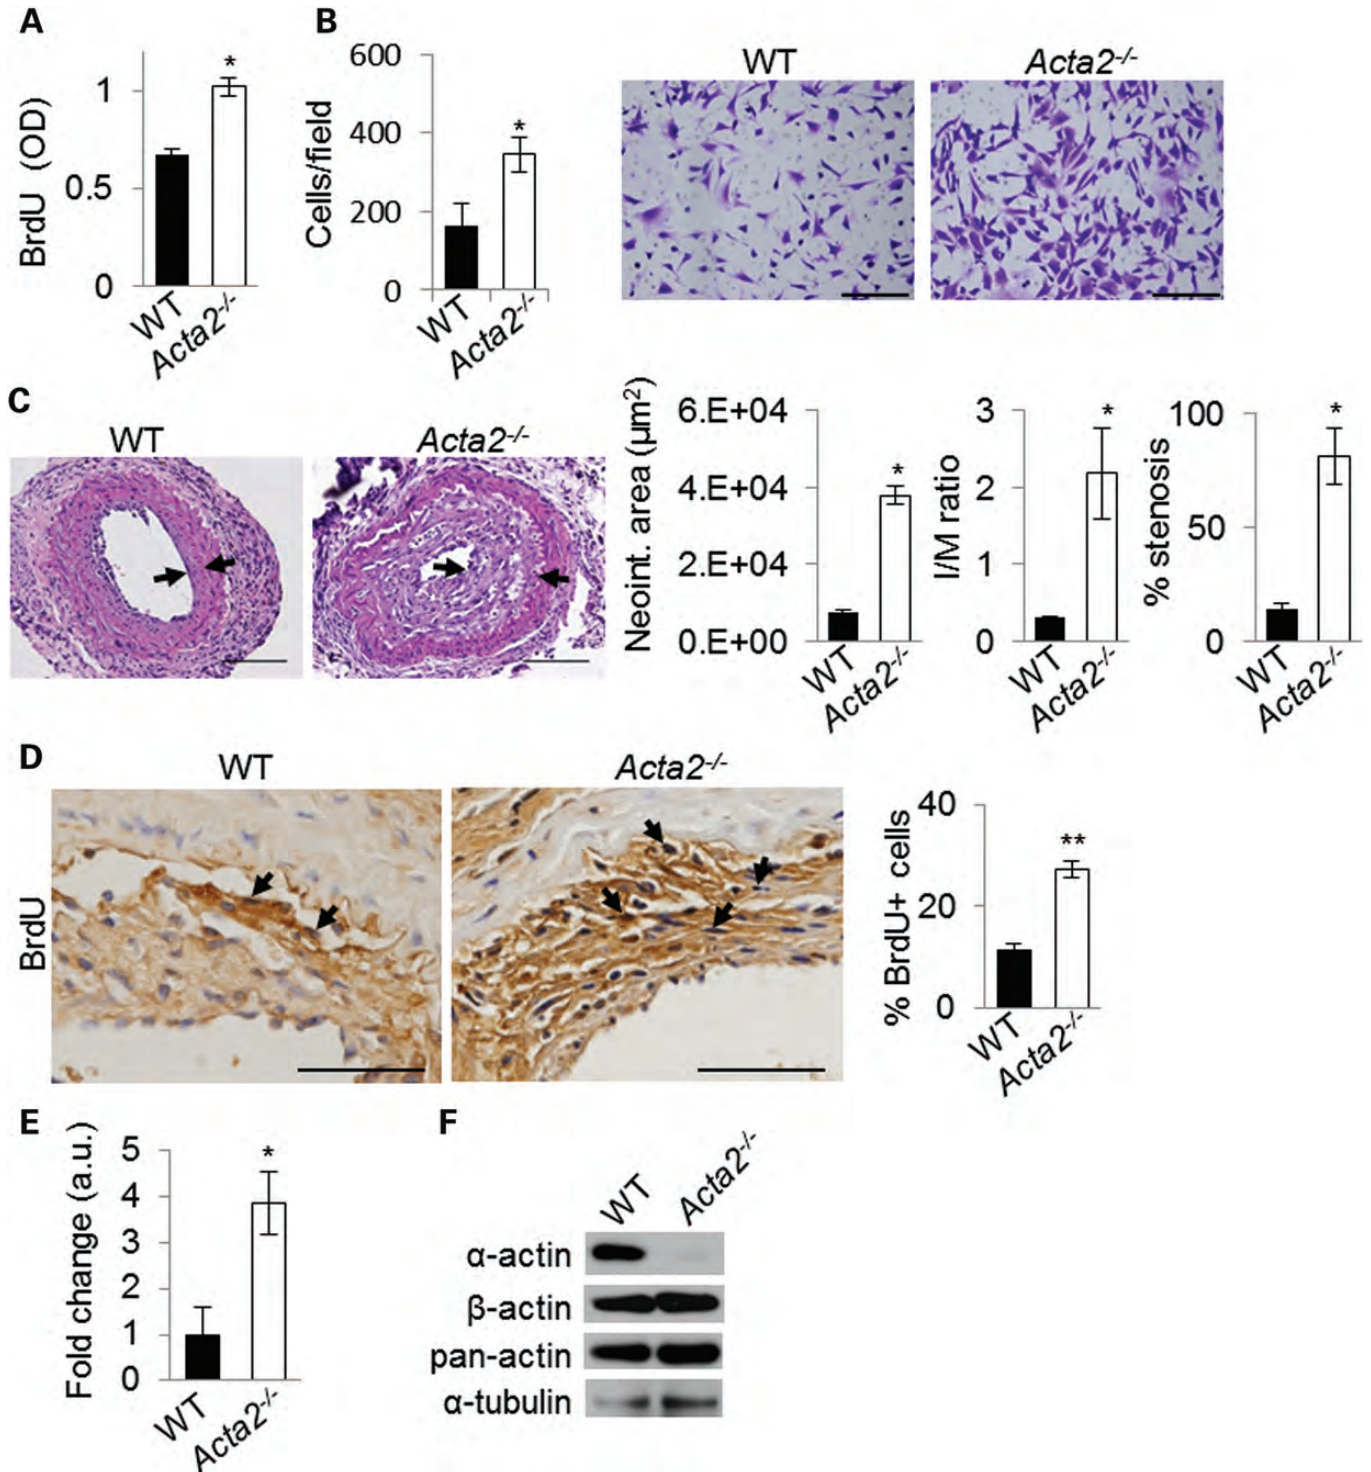 A
BrdU (OD)
1
0.5
0
*
WT
Acta2-/-
B
Cells/field
600
400
200
0
*
WT
Acta2-/-
WT
Acta2-/-
C
WT
Acta2-/-
Neoint. area (µm2)
6.E+04
4.E+04
2.E+04
0.E+00
*
WT
Acta2-/-
I/M ratio
3
2
1
0
*
WT
Acta2-/-
% stenosis
100
50
0
*
WT
Acta2-/-
D
WT
Acta2-/-
BrdU
% BrdU+ cells
40
20
0
**
WT
Acta2-/-
E
Fold change (a.u.)
5
4
3
2
1
0
*
WT
Acta2-/-
F
WT
Acta2-/-
α-actin
β-actin
pan-actin
α-tubulin